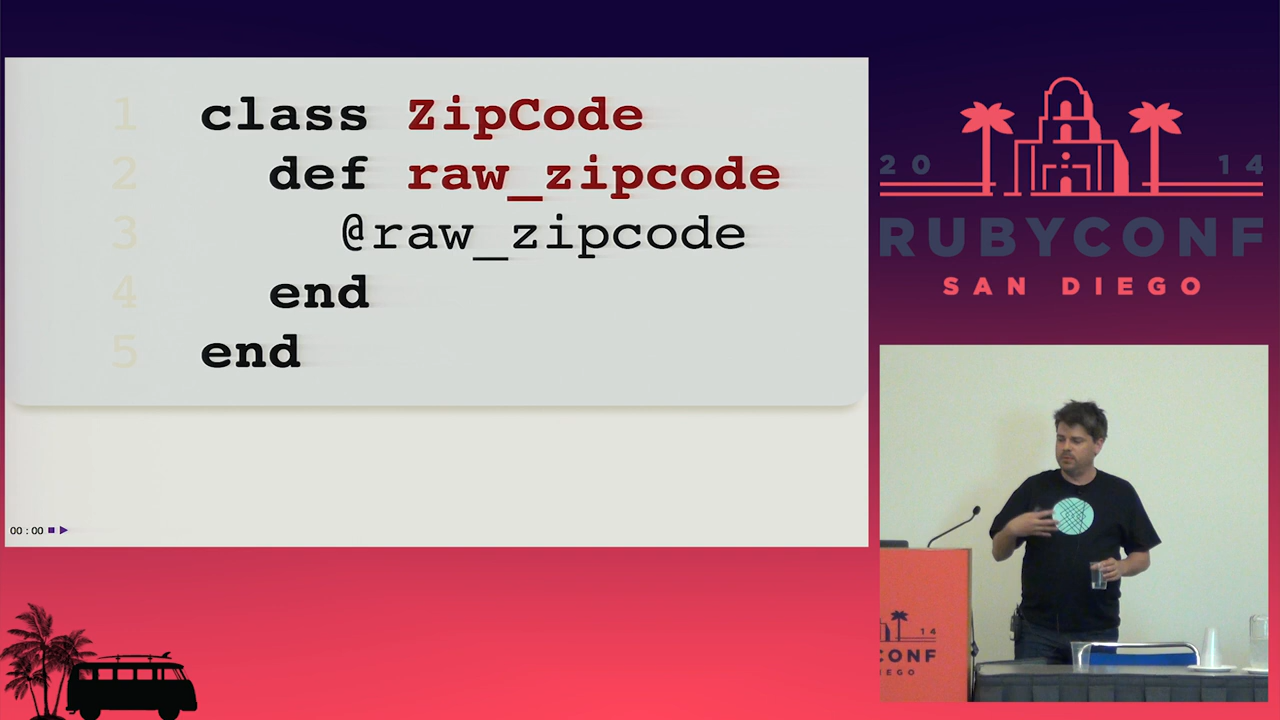 1 class ZipCode
2 def raw_zipcode
3 @raw_zipcode
4 end
5 end
00 : 00
20 14
RUBYCONF
SAN DIEGO
14
CONF
IEGO